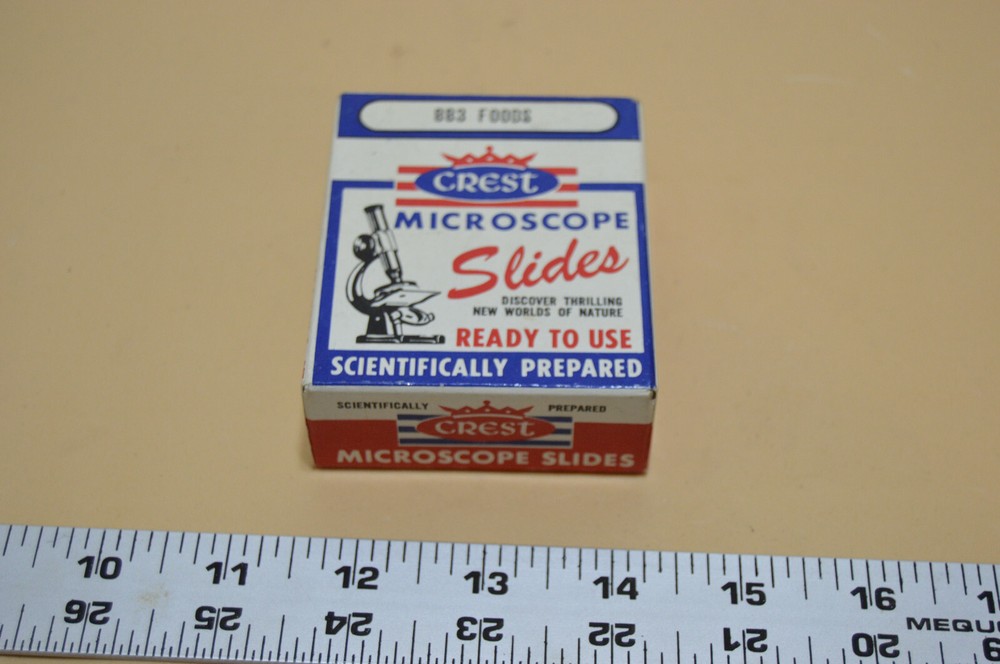 883 FOODS
CREST
MICROSCOPE
Slides
DISCOVER THRILLING
NEW WORLDS OF NATURE
READY TO USE
SCIENTIFICALLY PREPARED
SCIENTIFICALLY PREPARED
CREST
MICROSCOPE SLIDES
10 11 12 13 14 15 16
MEQU
26 25 24 23 22 21 20